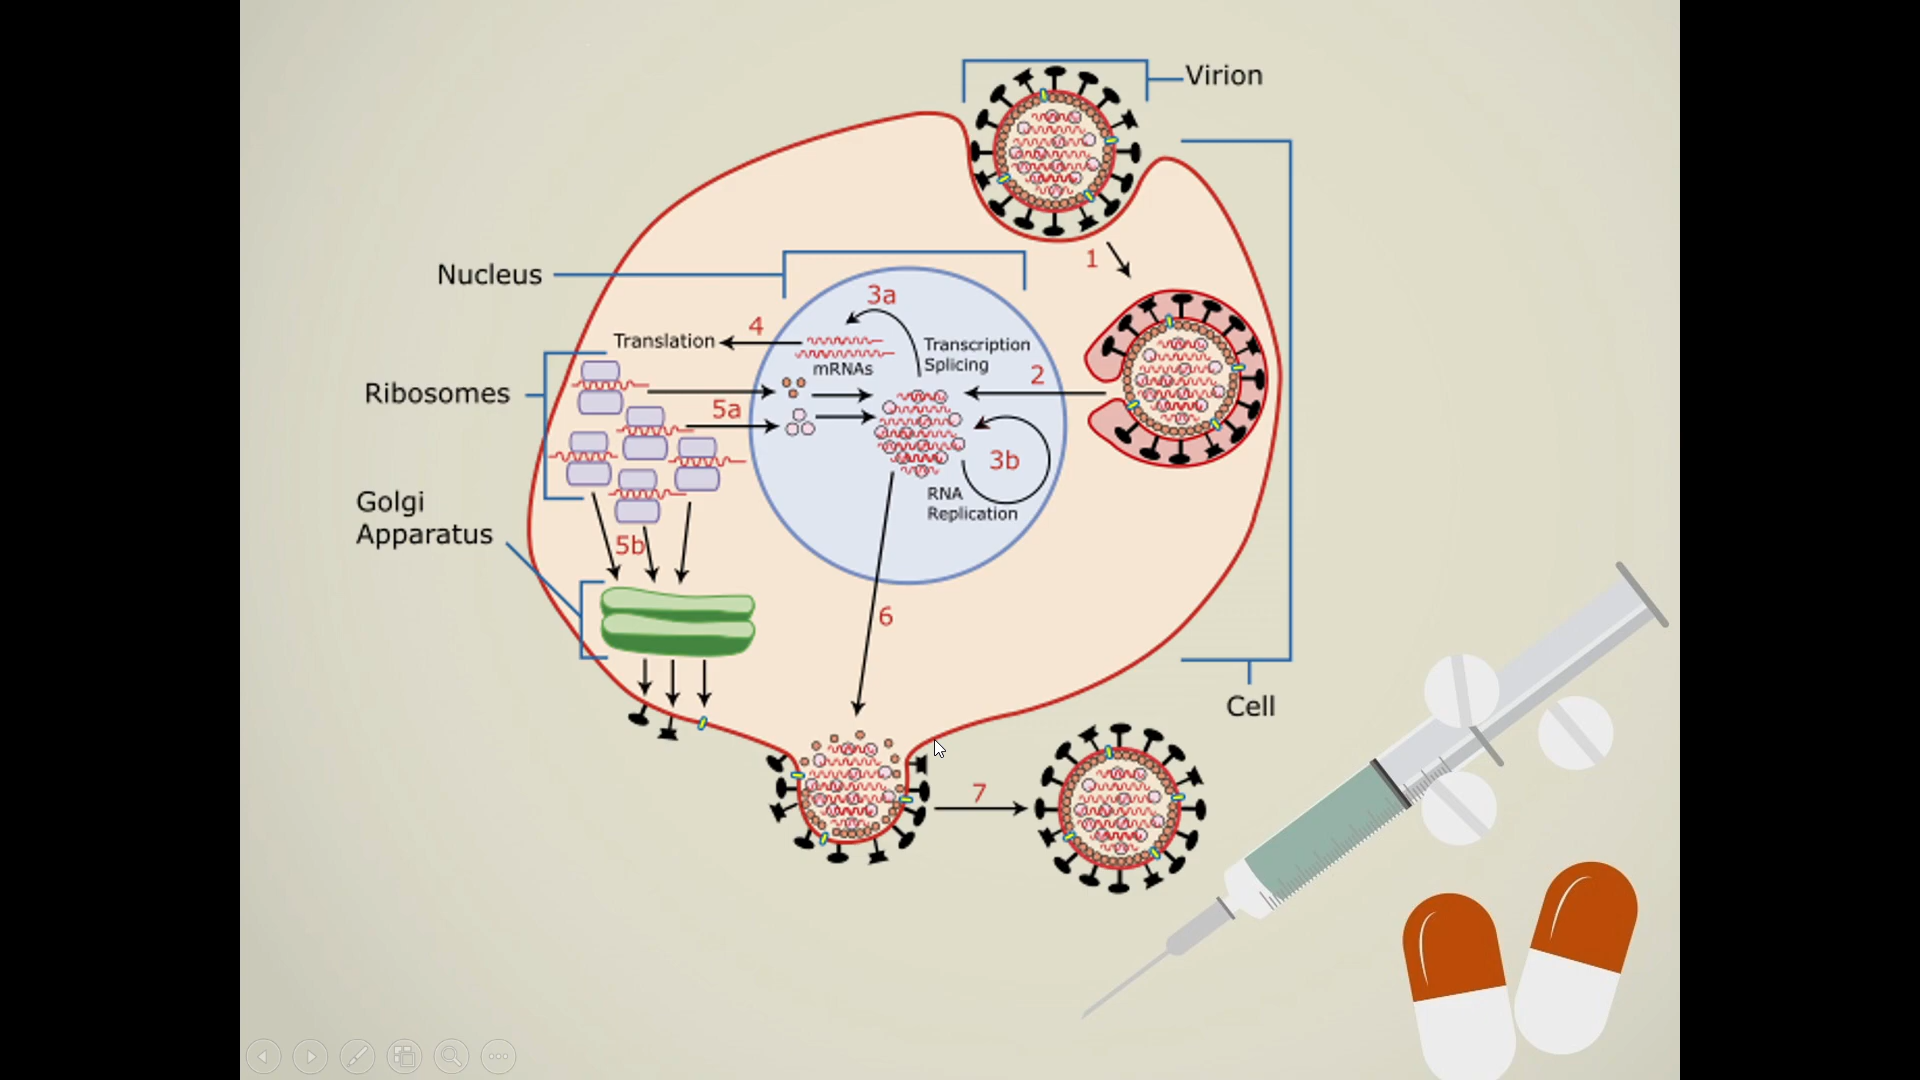 Virion
1
Nucleus
3a
4
Translation
Transcription
Splicing
mRNAs
2
Ribosomes
5a
3b
RNA
Replication
Golgi
Apparatus
5b
6
Cell
7